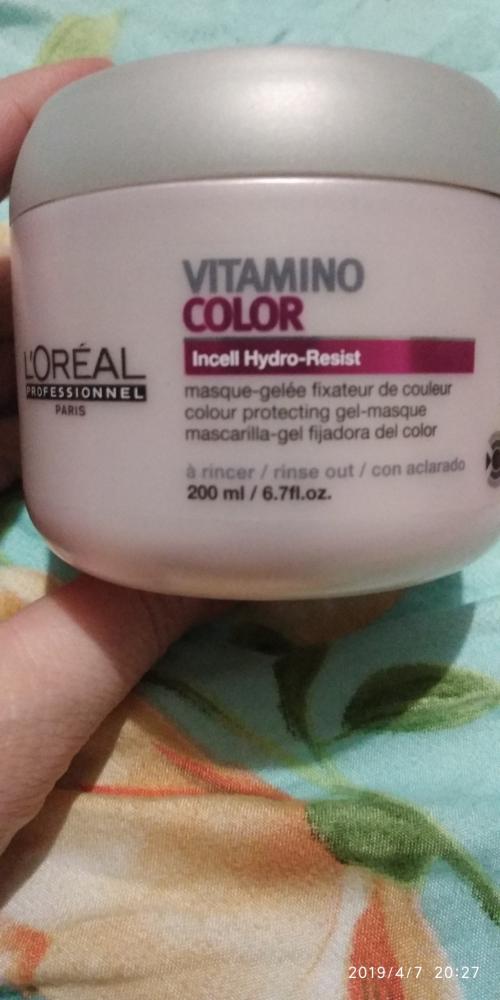 VITAMINO
COLOR
Incell Hydro-Resist
L'ORÉAL
PROFESSIONNEL
PARIS
masque-gelée fixateur de couleur
colour protecting gel-masque
mascarilla-gel fijadora del color
à rincer / rinse out / con aclarado
200 ml / 6.7fl.oz.
2019/4/7 20:27